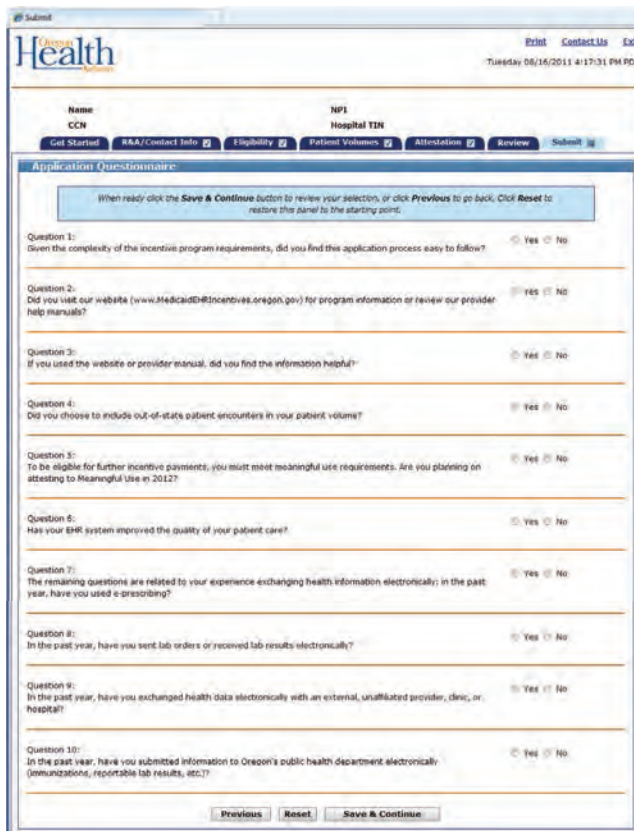 Submit
Oregon
Health
Print Contact Us Ex
Tuesday 08/16/2011 4:17:31 PM PD
Name NPI
CCN Hospital TIN
Get Started R&A/Contact Info Eligibility Patient Volumes Attestation Review Submit
Application Questionnaire
When ready click the Save & Continue button to review your selection, or click Previous to go back. Click Reset to
restore this panel to the starting point.
Question 1:
Given the complexity of the incentive program requirements, did you find this application process easy to follow? Yes No
Question 2:
Did you visit our website (www.MedicaidEHRIncentives.oregon.gov) for program information or review our provider Yes No
help manuals?
Question 3:
If you used the website or provider manual, did you find the information helpful? Yes No
Question 4:
Did you choose to include out-of-state patient encounters in your patient volume? Yes No
Question 5:
To be eligible for further incentive payments, you must meet meaningful use requirements. Are you planning on Yes No
attesting to Meaningful Use in 2012?
Question 6:
Has your EHR system improved the quality of your patient care? Yes No
Question 7:
The remaining questions are related to your experience exchanging health information electronically: in the past Yes No
year, have you used e-prescribing?
Question 8:
In the past year, have you sent lab orders or received lab results electronically? Yes No
Question 9:
In the past year, have you exchanged health data electronically with an external, unaffiliated provider, clinic, or Yes No
hospital?
Question 10:
In the past year, have you submitted information to Oregon's public health department electronically Yes No
(immunizations, reportable lab results, etc.)?
Previous Reset Save & Continue